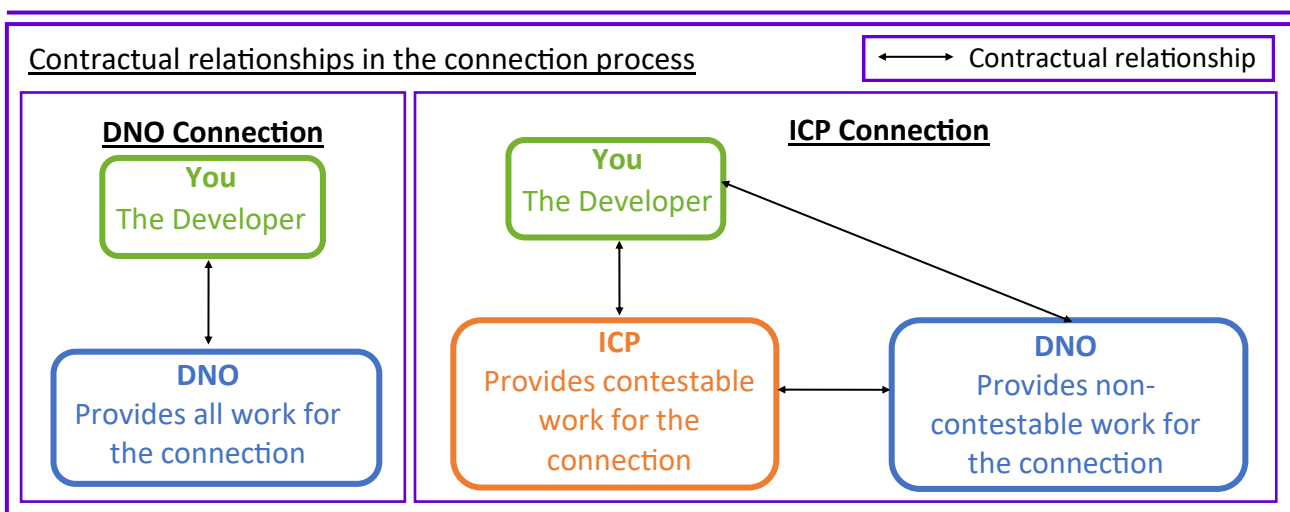 Contractual relationships in the connection process
Contractual relationship
DNO Connection
You
The Developer
DNO
Provides all work for
the connection
ICP Connection
You
The Developer
ICP
Provides contestable
work for the
connection
DNO
Provides non-
contestable work for
the connection